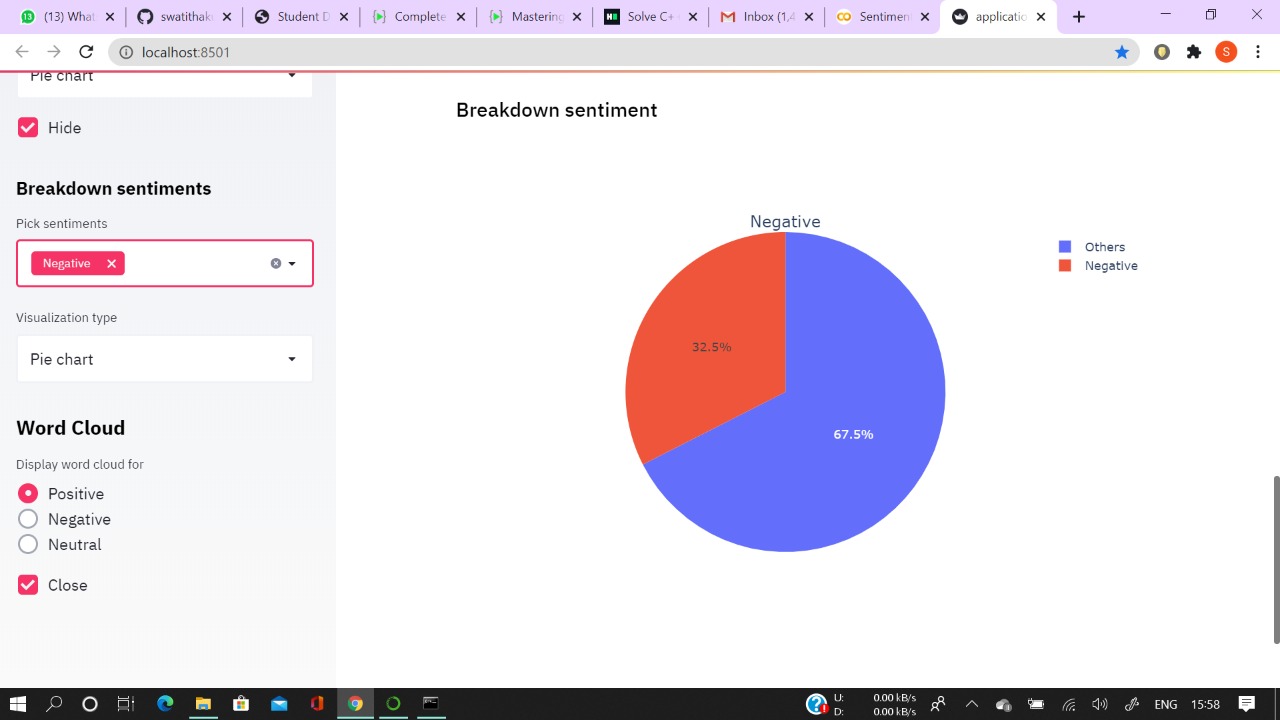 (13) What
swatithak
Student D
Complete
Mastering
Solve C+
Inbox (1,4
Sentimen
applicatio
localhost:8501
S
Pie chart
Hide
Breakdown sentiments
Pick sentiments
Negative
Visualization type
Pie chart
Word Cloud
Display word cloud for
Positive
Negative
Neutral
Close
Breakdown sentiment
Negative
Others
Negative
32.5%
67.5%
U: 0.00 kB/s
D: 0.00 kB/s
ENG
15:58